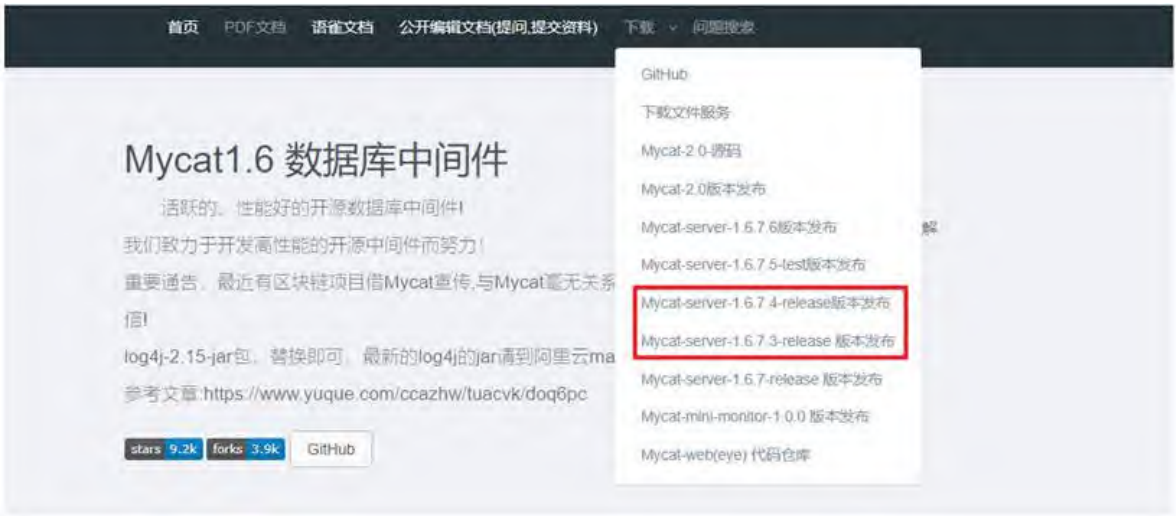 首页 PDF文档 语雀文档 公开编辑文档(提问,提交资料) 下载 问题搜索
GitHub
下载文件服务
Mycat-2.0-源码
Mycat-2.0版本发布
Mycat-server-1.6.7.6版本发布
Mycat-server-1.6.7.5-test版本发布
Mycat-server-1.6.7.4-release版本发布
Mycat-server-1.6.7.3-release 版本发布
Mycat-server-1.6.7-release 版本发布
Mycat-mini-monitor-1.0.0 版本发布
Mycat-web(eye) 代码仓库
Mycat1.6 数据库中间件
活跃的、性能好的开源数据库中间件!
解
我们致力于开发高性能的开源中间件而努力!
重要通告，最近有区块链项目借Mycat宣传,与Mycat毫无关系
信!
log4j-2.15-jar包，替换即可，最新的log4j的jar请到阿里云ma
参考文章:https://www.yuque.com/ccazhw/tuacvk/doq6pc
stars 9.2k forks 3.9k GitHub